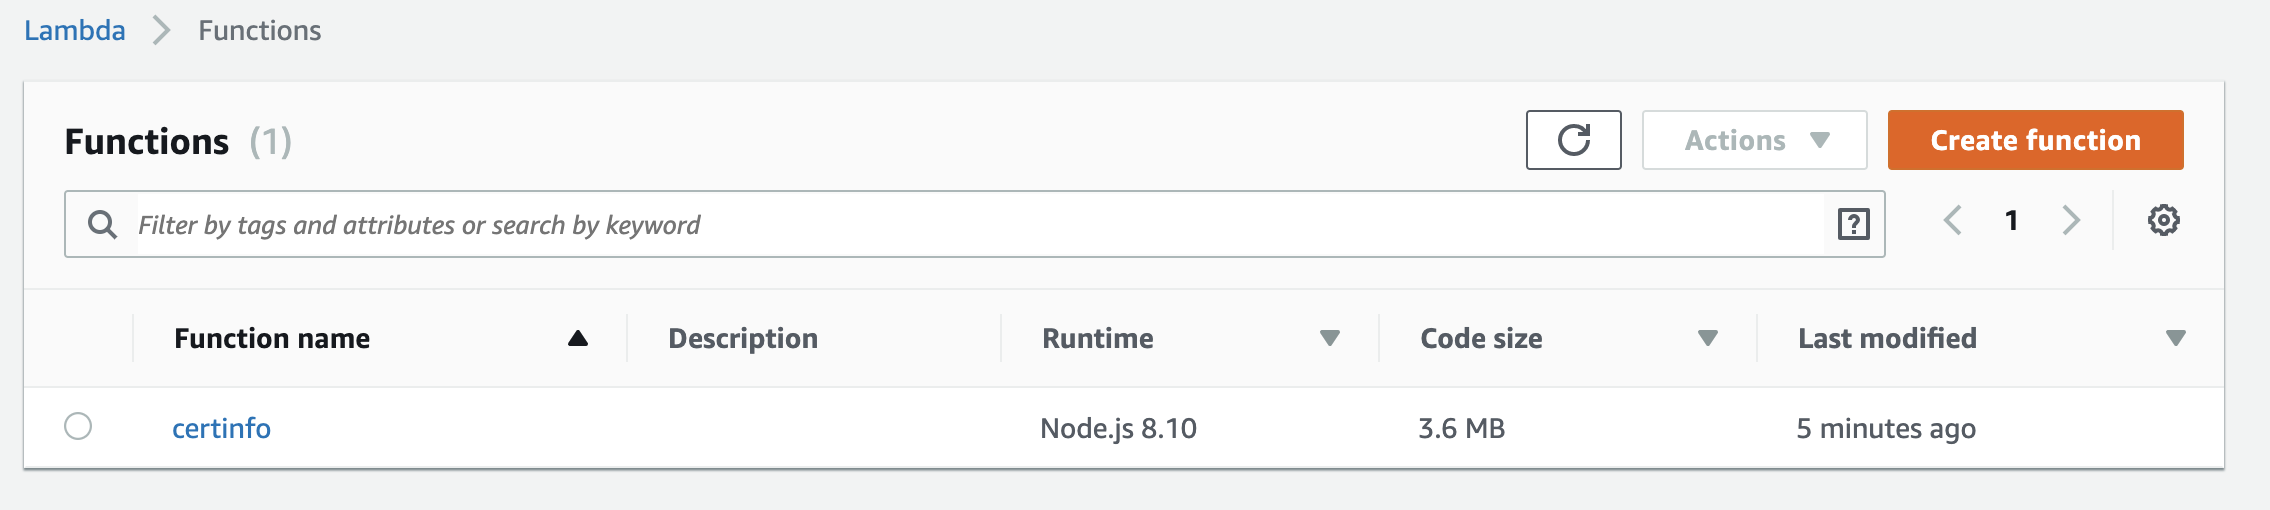 Lambda > Functions
Functions (1)
Actions
Create function
Filter by tags and attributes or search by keyword
?
1
Function name Description Runtime Code size Last modified
certinfo Node.js 8.10 3.6 MB 5 minutes ago